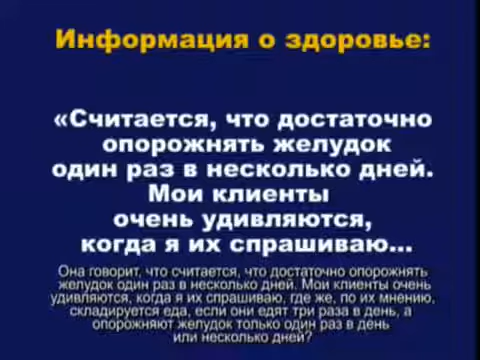 Информация о здоровье:
«Считается, что достаточно
опорожнять желудок
один раз в несколько дней.
Мои клиенты
очень удивляются,
когда я их спрашиваю...
Она говорит, что считается, что достаточно опорожнять
желудок один раз в несколько дней. Мои клиенты очень
удивляются, когда я их спрашиваю, где же, по их мнению,
складируется еда, если они едят три раза в день, а
опорожняют желудок только один раз в день
или несколько дней?